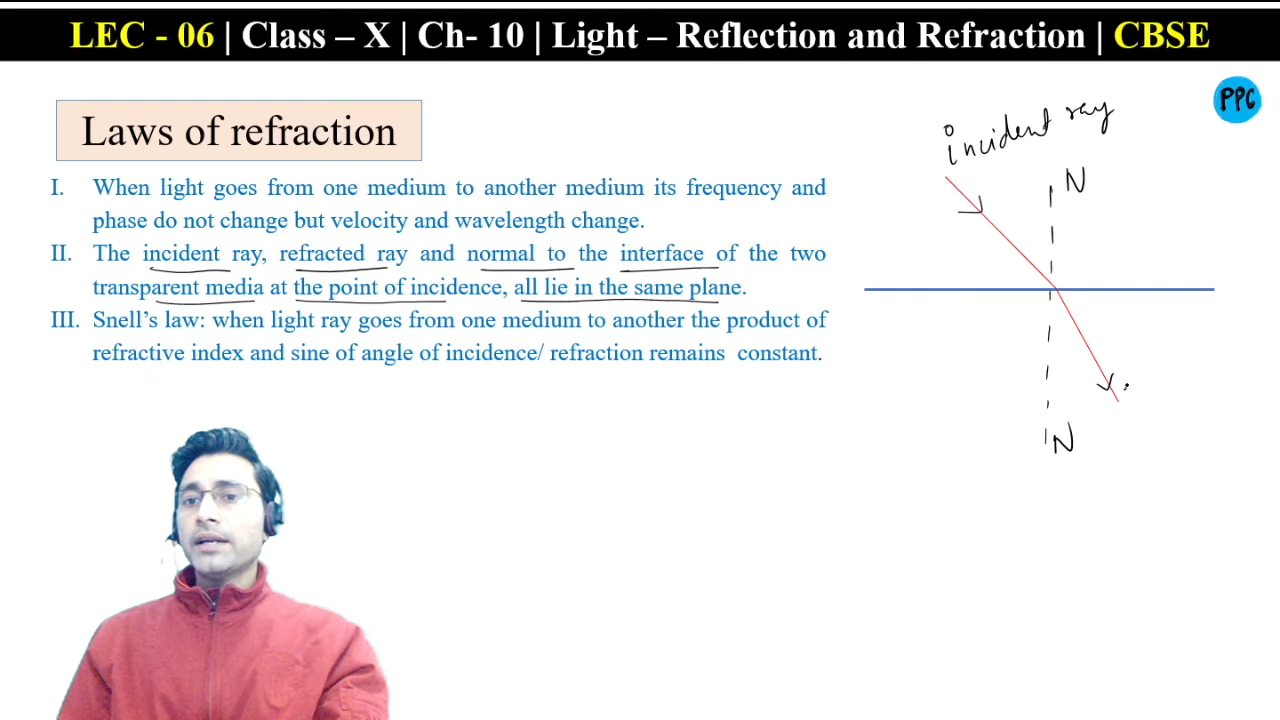 LEC - 06 | Class – X | Ch- 10 | Light – Reflection and Refraction | CBSE
PPC
Laws of refraction
I. When light goes from one medium to another medium its frequency and
phase do not change but velocity and wavelength change.
II. The incident ray, refracted ray and normal to the interface of the two
transparent media at the point of incidence, all lie in the same plane.
III. Snell's law: when light ray goes from one medium to another the product of
refractive index and sine of angle of incidence/ refraction remains constant.
incident ray
N
N